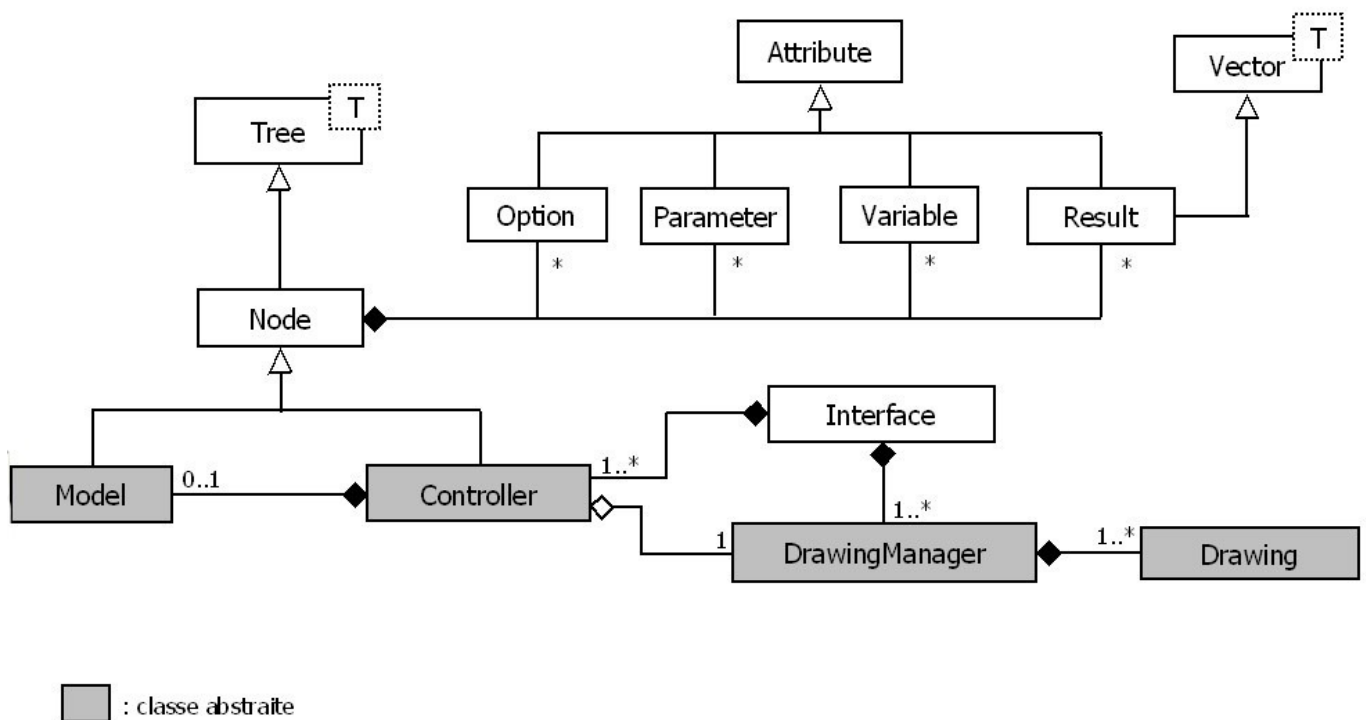 Attribute
T
Vector
T
Tree
Option
Parameter
Variable
Result
*
*
*
*
Node
Interface
0..1
1..*
Model
Controller
1..*
1
DrawingManager
1..*
Drawing
: classe abstraite